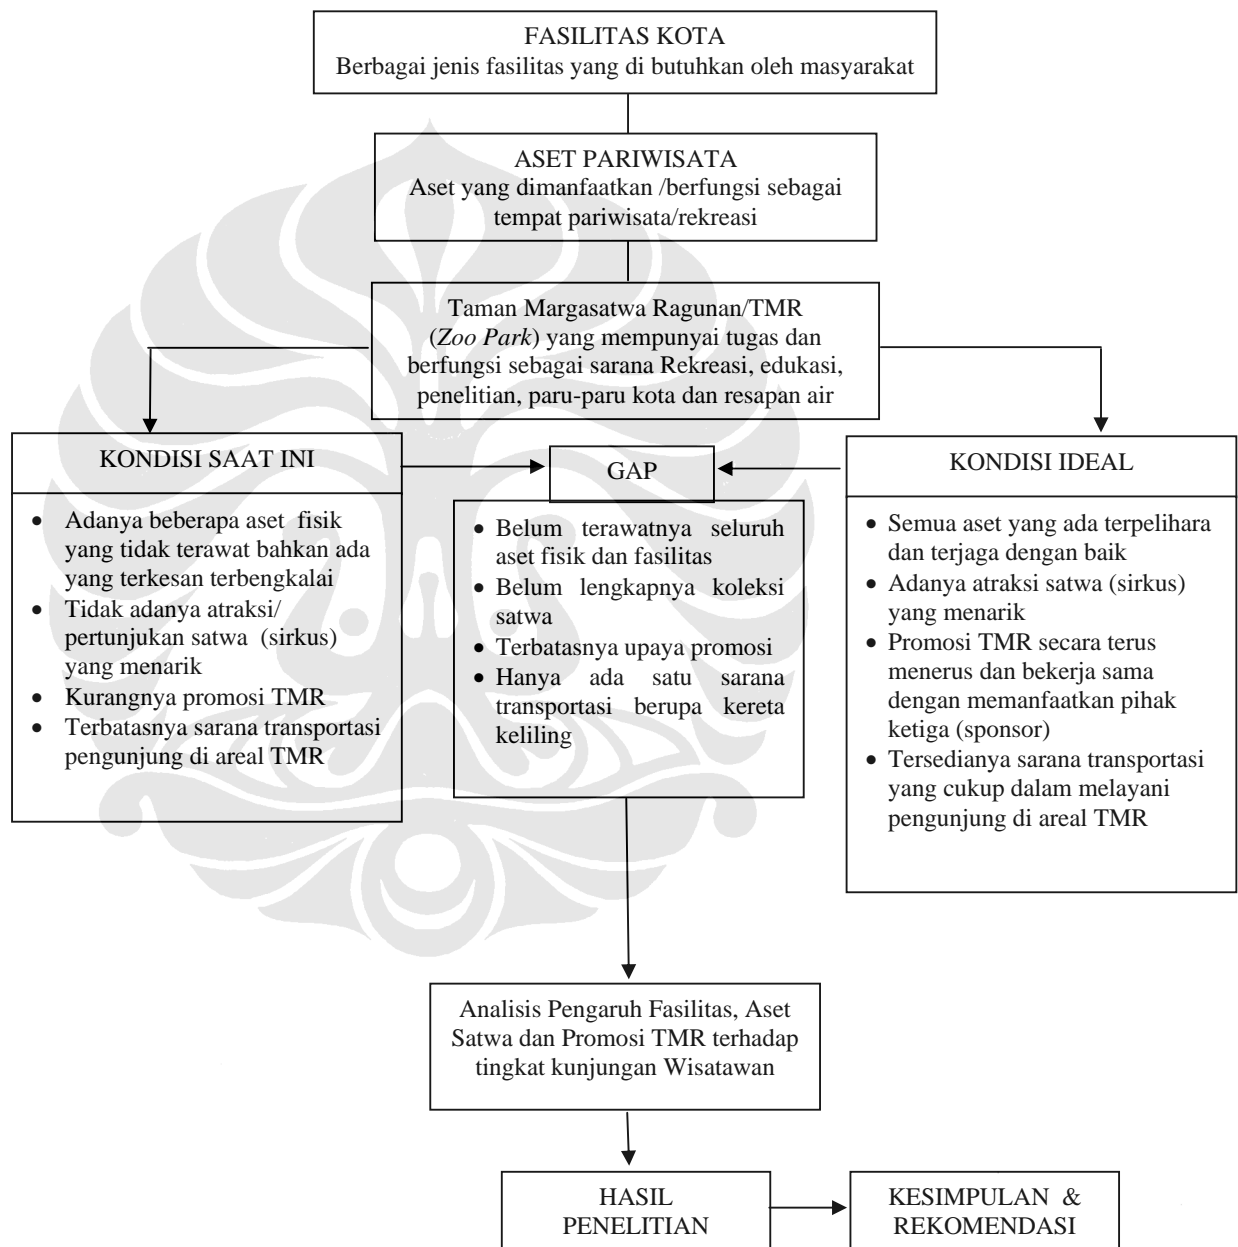 FASILITAS KOTA
Berbagai jenis fasilitas yang di butuhkan oleh masyarakat
ASET PARIWISATA
Aset yang dimanfaatkan /berfungsi sebagai
tempat pariwisata/rekreasi
Taman Margasatwa Ragunan/TMR
(Zoo Park) yang mempunyai tugas dan
berfungsi sebagai sarana Rekreasi, edukasi,
penelitian, paru-paru kota dan resapan air
KONDISI SAAT INI
• Adanya beberapa aset fisik
yang tidak terawat bahkan ada
yang terkesan terbengkalai
• Tidak adanya atraksi/
pertunjukan satwa (sirkus)
yang menarik
• Kurangnya promosi TMR
• Terbatasnya sarana transportasi
pengunjung di areal TMR
GAP
• Belum terawatnya seluruh
aset fisik dan fasilitas
• Belum lengkapnya koleksi
satwa
• Terbatasnya upaya promosi
• Hanya ada satu sarana
transportasi berupa kereta
keliling
KONDISI IDEAL
• Semua aset yang ada terpelihara
dan terjaga dengan baik
• Adanya atraksi satwa (sirkus)
yang menarik
• Promosi TMR secara terus
menerus dan bekerja sama
dengan memanfaatkan pihak
ketiga (sponsor)
• Tersedianya sarana transportasi
yang cukup dalam melayani
pengunjung di areal TMR
Analisis Pengaruh Fasilitas, Aset
Satwa dan Promosi TMR terhadap
tingkat kunjungan Wisatawan
HASIL
PENELITIAN
KESIMPULAN &
REKOMENDASI